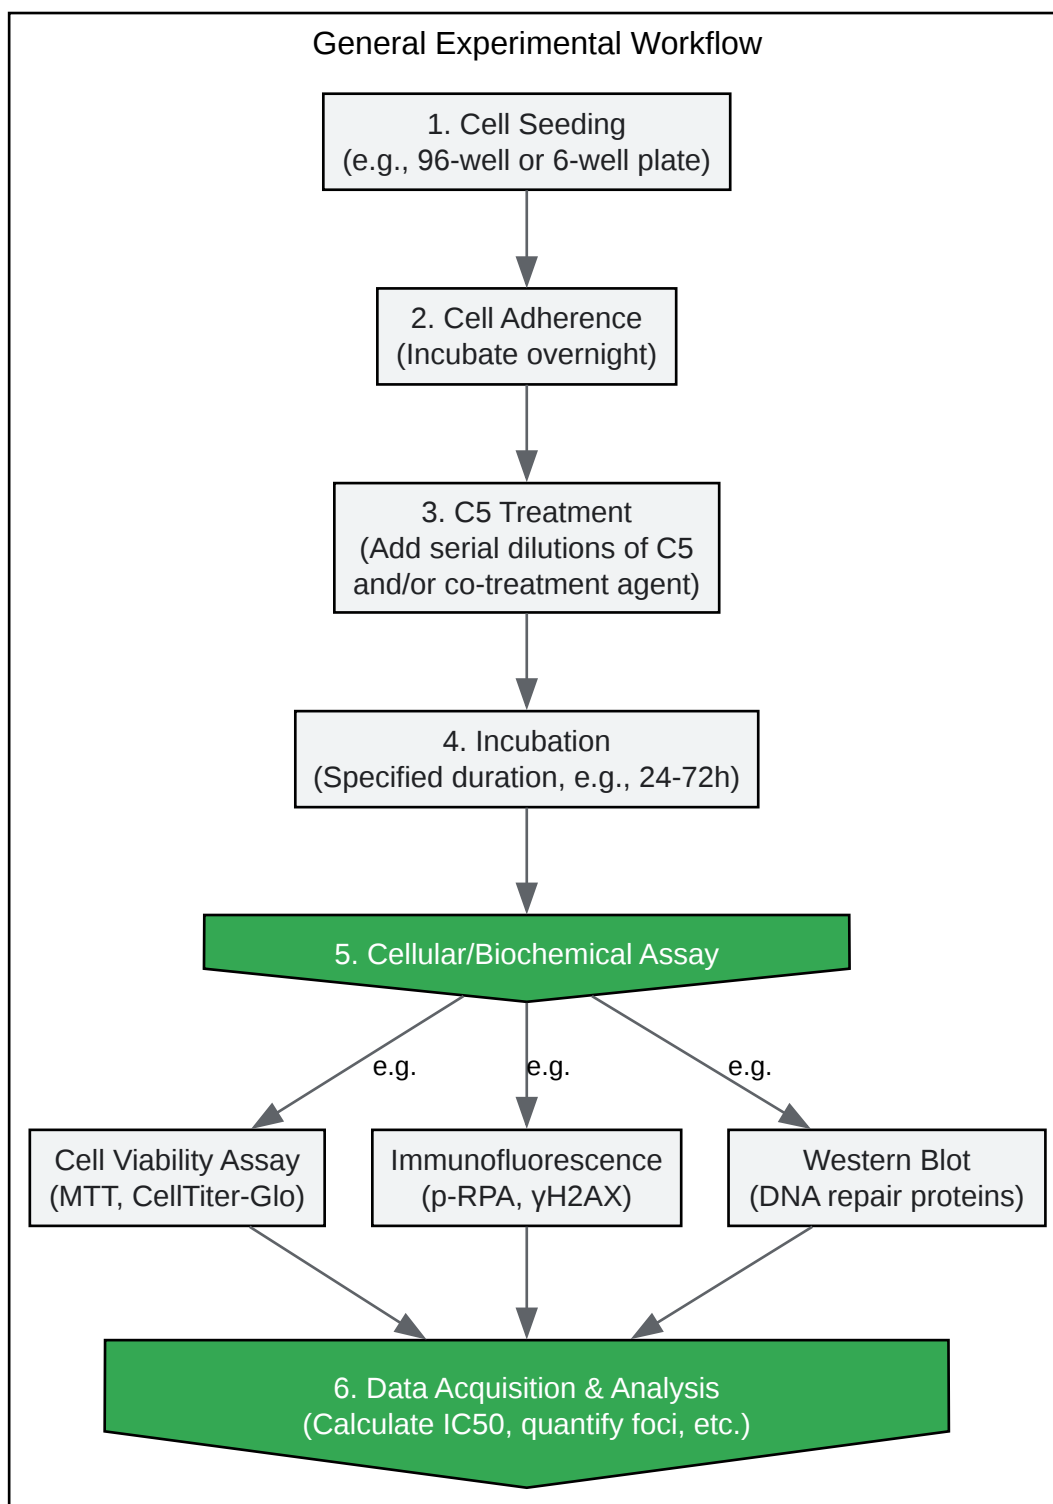 General Experimental Workflow
1. Cell Seeding
(e.g., 96-well or 6-well plate)
2. Cell Adherence
(Incubate overnight)
3. C5 Treatment
(Add serial dilutions of C5
and/or co-treatment agent)
4. Incubation
(Specified duration, e.g., 24-72h)
5. Cellular/Biochemical Assay
e.g.
e.g.
e.g.
Cell Viability Assay
(MTT, CellTiter-Glo)
Immunofluorescence
(p-RPA, γH2AX)
Western Blot
(DNA repair proteins)
6. Data Acquisition & Analysis
(Calculate IC50, quantify foci, etc.)